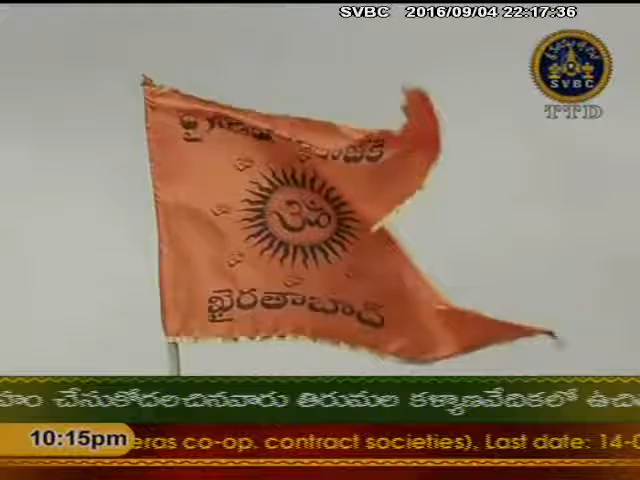 SVBC 2016/09/04 22:17:36
SVBC
TTD
ఓం
ఖైరతాబాద్
హం చేసుకోదలచినవారు తిరుమల కళ్యాణవేదికలో ఉచిత
10:15pm eras co-op. contract societies). Last date: 14-0